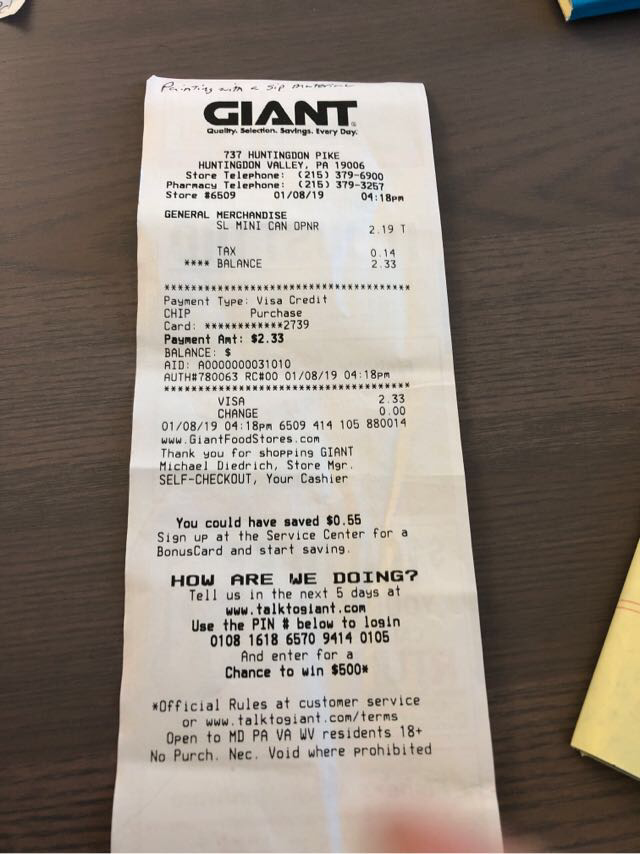 Painting with a sip material
GIANT
Quality. Selection. Savings. Every Day.
737 HUNTINGDON PIKE
HUNTINGDON VALLEY, PA 19006
Store Telephone: (215) 379-6900
Pharmacy Telephone: (215) 379-3257
Store #6509 01/08/19 04:18pm
GENERAL MERCHANDISE
SL MINI CAN OPNR 2.19 T
TAX 0.14
**** BALANCE 2.33
****************************************
Payment Type: Visa Credit
CHIP Purchase
Card: ************2739
Payment Amt: $2.33
BALANCE: $
AID: A0000000031010
AUTH#780063 RC#00 01/08/19 04:18pm
****************************************
VISA 2.33
CHANGE 0.00
01/08/19 04:18pm 6509 414 105 880014
www.GiantFoodStores.com
Thank you for shopping GIANT
Michael Diedrich, Store Mgr.
SELF-CHECKOUT, Your Cashier
You could have saved $0.55
Sign up at the Service Center for a
BonusCard and start saving.
HOW ARE WE DOING?
Tell us in the next 5 days at
www.talktogiant.com
Use the PIN # below to login
0108 1618 6570 9414 0105
And enter for a
Chance to win $500*
*Official Rules at customer service
or www.talktogiant.com/terms
Open to MD PA VA WV residents 18+
No Purch. Nec. Void where prohibited